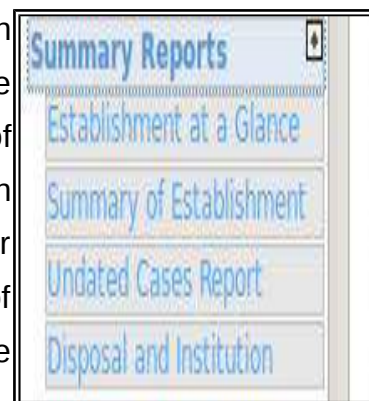 Summary Reports
Establishment at a Glance
Summary of Establishment
Undated Cases Report
Disposal and Institution